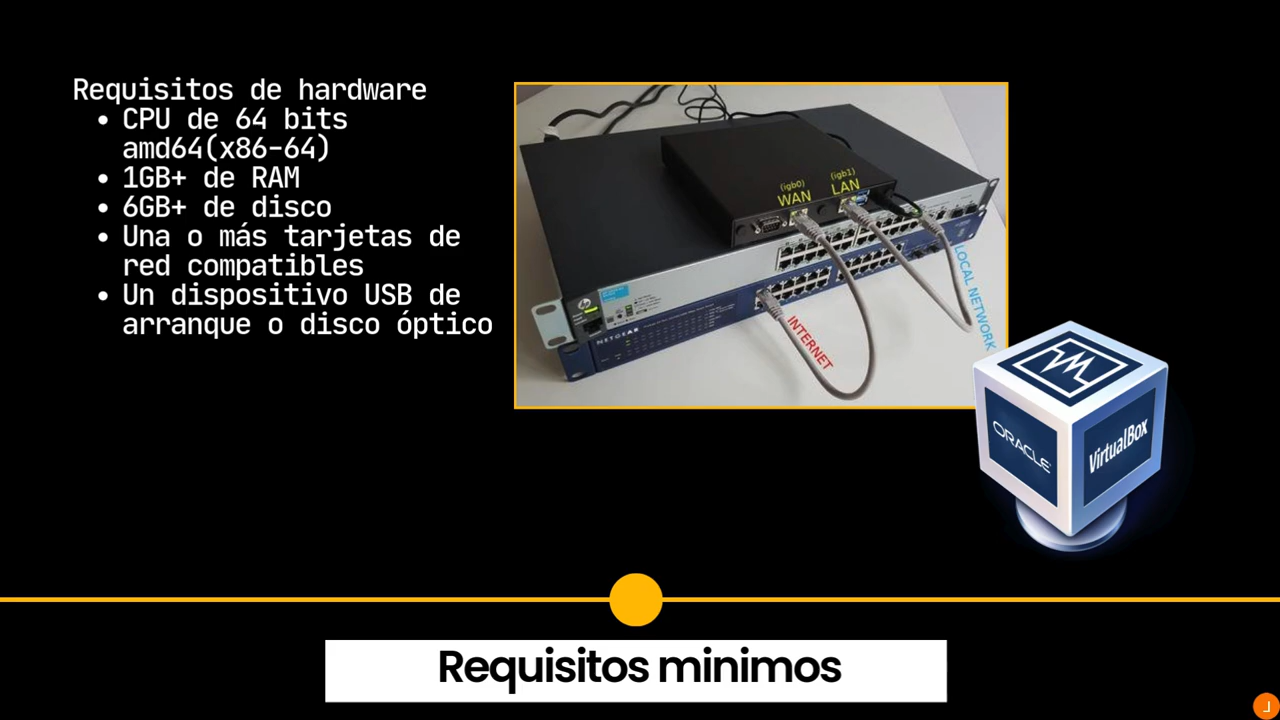 Requisitos de hardware
• CPU de 64 bits
amd64(x86-64)
• 1GB+ de RAM
• 6GB+ de disco
• Una o más tarjetas de
red compatibles
• Un dispositivo USB de
arranque o disco óptico
(igb0)
WAN
(igb1)
LAN
LOCAL NETWORK
INTERNET
NETGEAR
hp
ORACLE
VirtualBox
Requisitos minimos